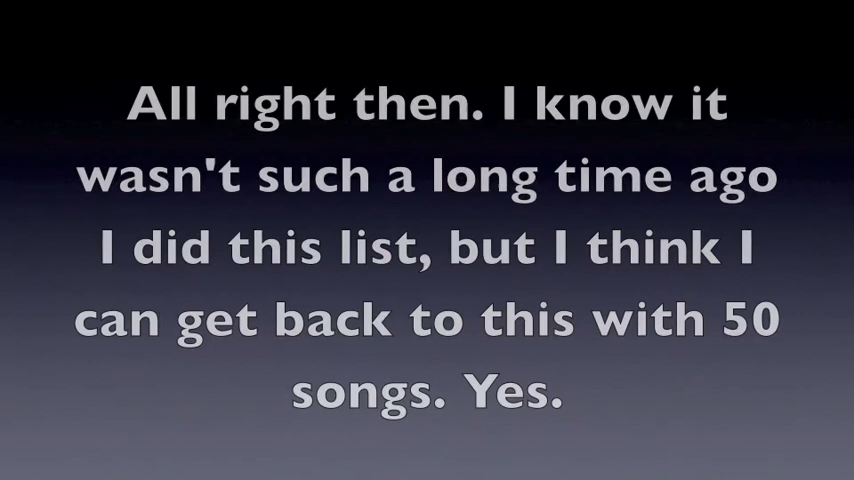 All right then. I know it
wasn't such a long time ago
I did this list, but I think I
can get back to this with 50
songs. Yes.